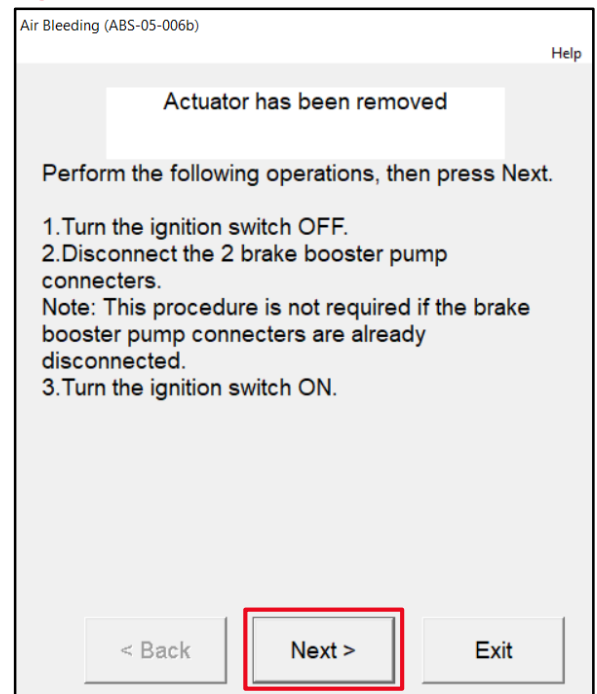 Air Bleeding (ABS-05-006b)
Help
Actuator has been removed
Perform the following operations, then press Next.
1.Turn the ignition switch OFF.
2.Disconnect the 2 brake booster pump
connecters.
Note: This procedure is not required if the brake
booster pump connecters are already
disconnected.
3.Turn the ignition switch ON.
< Back
Next >
Exit